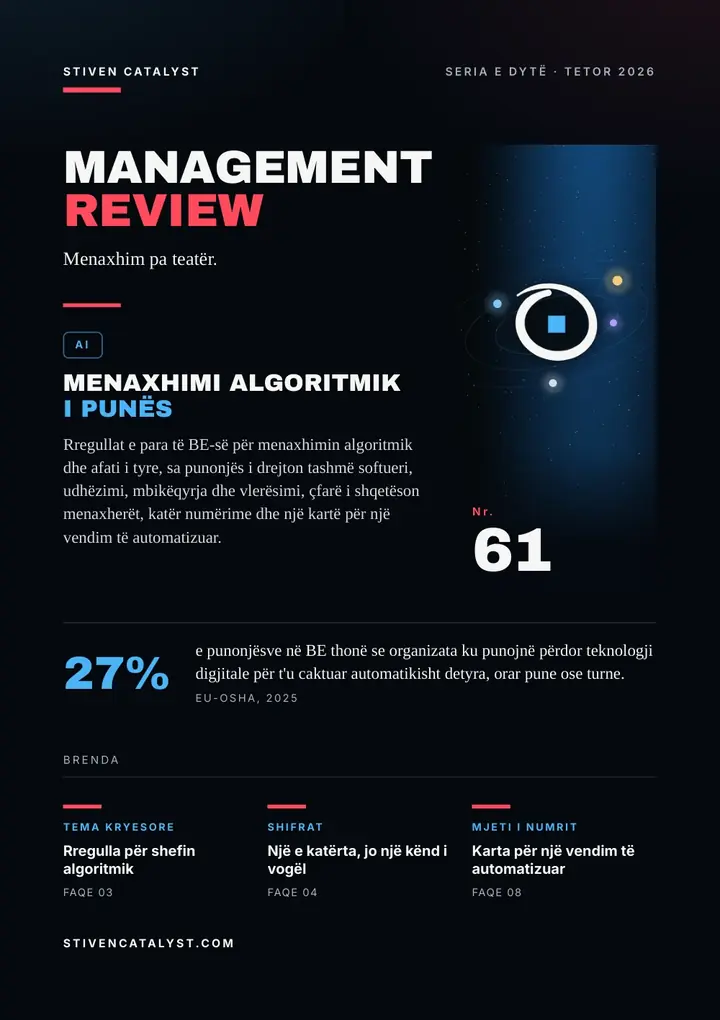 STIVEN CATALYST
SERIA E DYTË · TETOR 2026
MANAGEMENT
REVIEW
Menaxhim pa teatër.
AI
MENAXHIMI ALGORITMIK
I PUNËS
Rregullat e para të BE-së për menaxhimin algoritmik
dhe afati i tyre, sa punonjës i drejton tashmë softueri,
udhëzimi, mbikëqyrja dhe vlerësimi, çfarë i shqetëson
menaxherët, katër numërime dhe një kartë për një
vendim të automatizuar.
Nr.
61
27%
e punonjësve në BE thonë se organizata ku punojnë përdor teknologji
digjitale për t'u caktuar automatikisht detyra, orar pune ose turne.
EU-OSHA, 2025
BRENDA
TEMA KRYESORE
Rregulla për shefin
algoritmik
FAQE 03
SHIFRAT
Një e katërta, jo një kënd i
vogël
FAQE 04
MJETI I NUMRIT
Karta për një vendim të
automatizuar
FAQE 08
STIVENCATALYST.COM